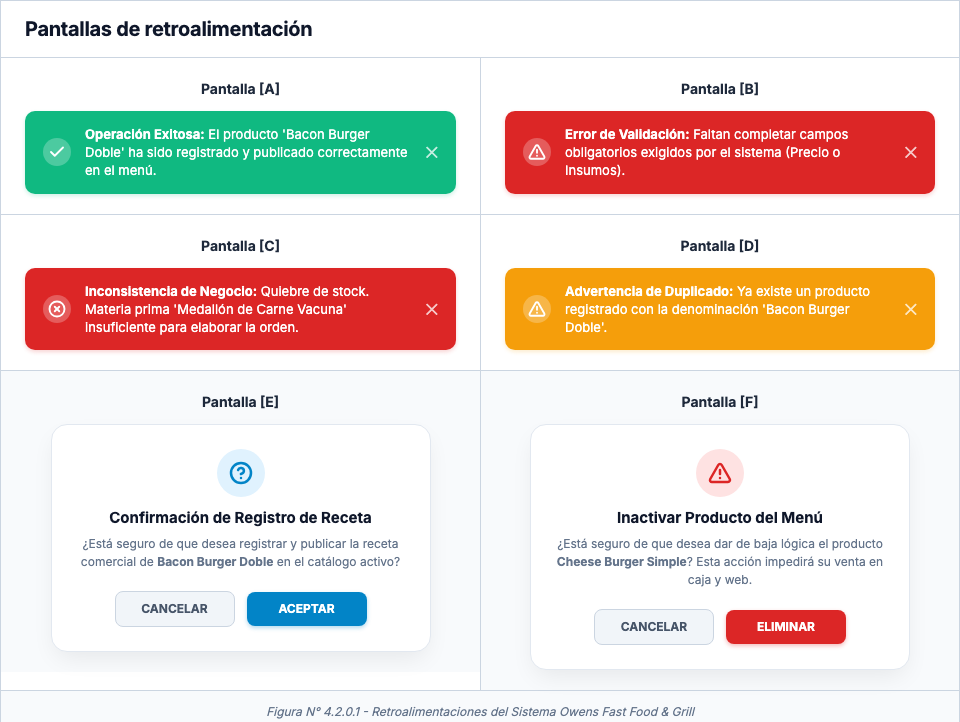 Pantallas de retroalimentación
Pantalla [A]
Operación Exitosa: El producto 'Bacon Burger
Doble' ha sido registrado y publicado correctamente
en el menú.
Pantalla [B]
Error de Validación: Faltan completar campos
obligatorios exigidos por el sistema (Precio o
Insumos).
Pantalla [C]
Inconsistencia de Negocio: Quiebre de stock.
Materia prima 'Medallón de Carne Vacuna'
insuficiente para elaborar la orden.
Pantalla [D]
Advertencia de Duplicado: Ya existe un producto
registrado con la denominación 'Bacon Burger
Doble'.
Pantalla [E]
Confirmación de Registro de Receta
¿Está seguro de que desea registrar y publicar la receta
comercial de Bacon Burger Doble en el catálogo activo?
CANCELAR
ACEPTAR
Pantalla [F]
Inactivar Producto del Menú
¿Está seguro de que desea dar de baja lógica el producto
Cheese Burger Simple? Esta acción impedirá su venta en
caja y web.
CANCELAR
ELIMINAR
Figura N° 4.2.0.1 - Retroalimentaciones del Sistema Owens Fast Food & Grill